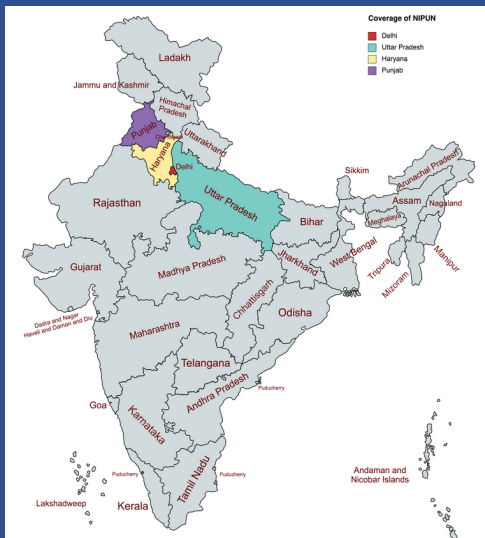 Coverage of NIPUN
Delhi
Uttar Pradesh
Haryana
Punjab
Ladakh
Jammu and Kashmir
Himachal
Pradesh
Punjab
Chandigarh
Uttarakhand
Haryana
Delhi
Rajasthan
Uttar Pradesh
Bihar
Sikkim
Arunachal Pradesh
Assam
Nagaland
Meghalaya
Manipur
Tripura
Mizoram
West Bengal
Jharkhand
Gujarat
Madhya Pradesh
Chhattisgarh
Odisha
Dadra and Nagar
Haveli and Daman and Diu
Maharashtra
Telangana
Andhra Pradesh
Puducherry
Goa
Karnataka
Puducherry
Puducherry
Tamil Nadu
Kerala
Lakshadweep
Andaman and
Nicobar Islands